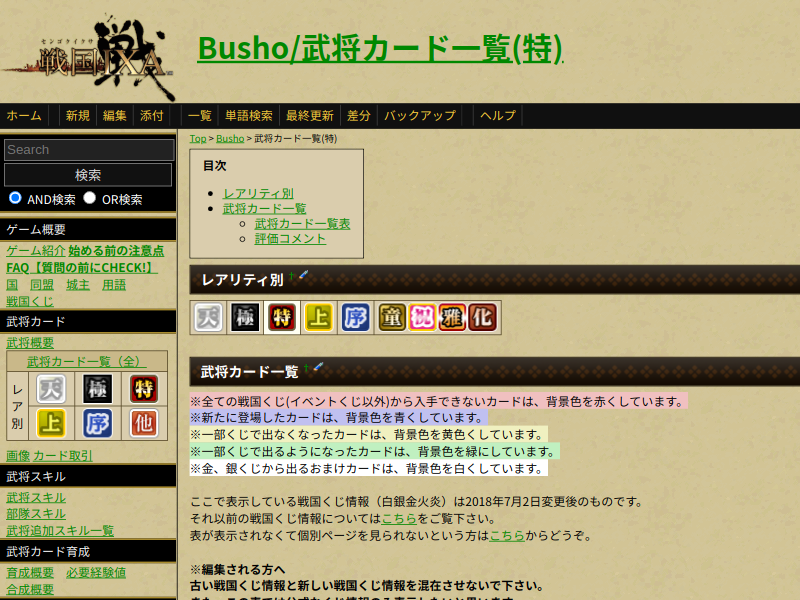 センゴクイクサ
戦国IXA
Busho/武将カード一覧(特)
ホーム 新規 編集 添付 一覧 単語検索 最終更新 差分 バックアップ ヘルプ
Search
検索
AND検索 OR検索
ゲーム概要
ゲーム紹介 始める前の注意点
FAQ【質問の前にCHECK!】
国 同盟 城主 用語
戦国くじ
武将カード
武将概要
武将カード一覧（全）
レア別
天 極 特
上 序 他
画像 カード取引
武将スキル
武将スキル
部隊スキル
武将追加スキル一覧
武将カード育成
育成概要 必要経験値
合成概要
Top > Busho > 武将カード一覧(特)
目次
レアリティ別
武将カード一覧
武将カード一覧表
評価コメント
レアリティ別 †
天 極 特 上 序 童 祝 雅 化
武将カード一覧 †
※全ての戦国くじ(イベントくじ以外)から入手できないカードは、背景色を赤くしています。
※新たに登場したカードは、背景色を青くしています。
※一部くじで出なくなったカードは、背景色を黄色くしています。
※一部くじで出るようになったカードは、背景色を緑にしています。
※金、銀くじから出るおまけカードは、背景色を白くしています。
ここで表示している戦国くじ情報（白銀金火炎）は2018年7月2日変更後のものです。
それ以前の戦国くじ情報についてはこちらをご覧下さい。
表が表示されなくて個別ページを見られないという方はこちらからどうぞ。
※編集される方へ
古い戦国くじ情報と新しい戦国くじ情報を混在させないで下さい。